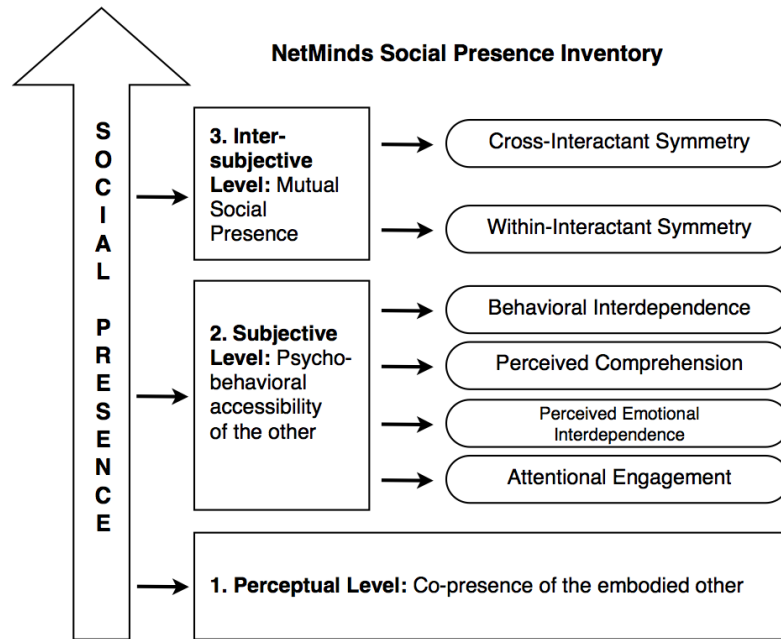 NetMinds Social Presence Inventory
SOCIAL PRESENCE
3. Inter-
subjective
Level: Mutual
Social
Presence
Cross-Interactant Symmetry
Within-Interactant Symmetry
2. Subjective
Level: Psycho-
behavioral
accessibility
of the other
Behavioral Interdependence
Perceived Comprehension
Perceived Emotional
Interdependence
Attentional Engagement
1. Perceptual Level: Co-presence of the embodied other